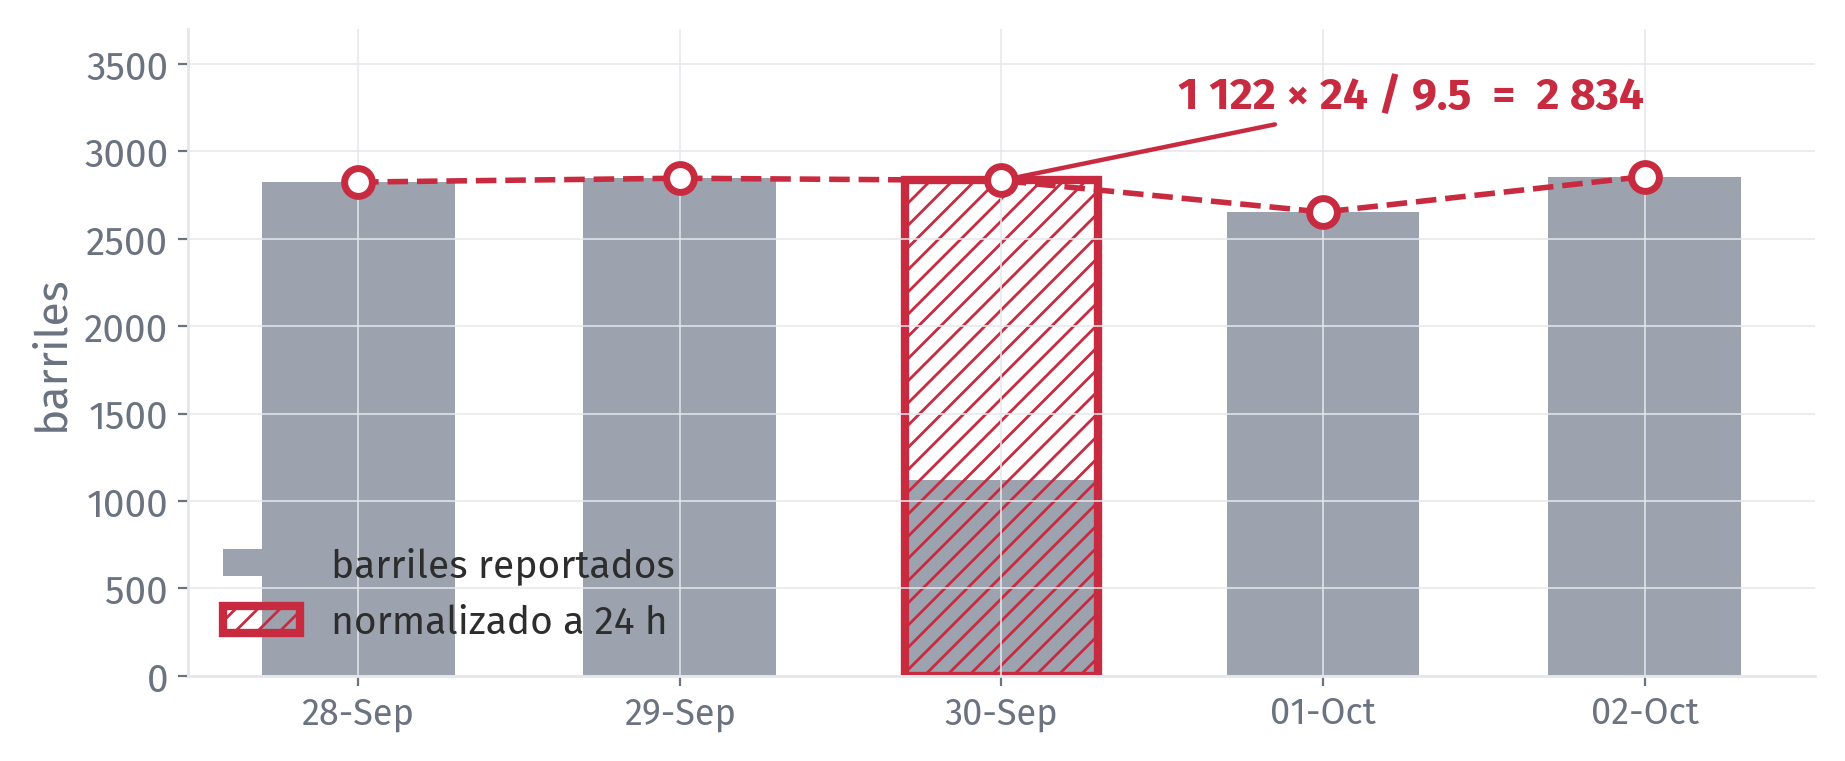 1 122 × 24 / 9.5 = 2 834
barriles
3500
3000
2500
2000
1500
1000
500
0
barriles reportados
normalizado a 24 h
28-Sep
29-Sep
30-Sep
01-Oct
02-Oct